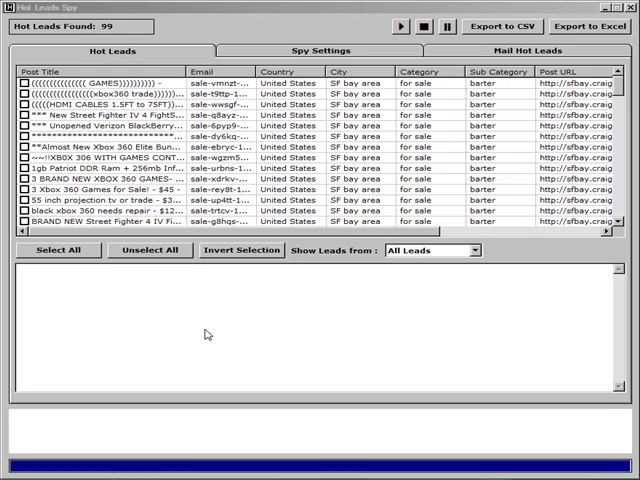 Hot Leads Spy
Hot Leads Found: 99
Export to CSV
Export to Excel
Hot Leads
Spy Settings
Mail Hot Leads
Post Title Email Country City Category Sub Category Post URL
(((((((((((((( GAMES)))))))))) - sale-vmnzt-... United States SF bay area for sale barter http://sfbay.craig
((((((((((((((((((xbox360 trade)))))))... sale-t9ttp-1... United States SF bay area for sale barter http://sfbay.craig
(((((HDMI CABLES 1.5FT to 75FT))... sale-wwsgf-... United States SF bay area for sale barter http://sfbay.craig
*** New Street Fighter IV 4 FightS... sale-q8ayz-... United States SF bay area for sale barter http://sfbay.craig
*** Unopened Verizon BlackBerry... sale-6pyp9-... United States SF bay area for sale barter http://sfbay.craig
*****************************... sale-dy6kq-... United States SF bay area for sale barter http://sfbay.craig
**Almost New Xbox 360 Elite Bun... sale-ebryc-1... United States SF bay area for sale barter http://sfbay.craig
~~!!XBOX 306 WITH GAMES CONT... sale-wgzm5... United States SF bay area for sale barter http://sfbay.craig
1gb Patriot DDR Ram + 256mb Inf... sale-urbns-1... United States SF bay area for sale barter http://sfbay.craig
3 BRAND NEW XBOX 360 GAMES- ... sale-xdrkv-... United States SF bay area for sale barter http://sfbay.craig
3 Xbox 360 Games for Sale! - $45 - sale-rey8t-1... United States SF bay area for sale barter http://sfbay.craig
55 inch projection tv or trade - $3... sale-up4tt-1... United States SF bay area for sale barter http://sfbay.craig
black xbox 360 needs repair - $12... sale-trtcv-1... United States SF bay area for sale barter http://sfbay.craig
BRAND NEW Street Fighter 4 IV Fi... sale-g8hqs-... United States SF bay area for sale barter http://sfbay.craig
Select All
Unselect All
Invert Selection
Show Leads from : All Leads